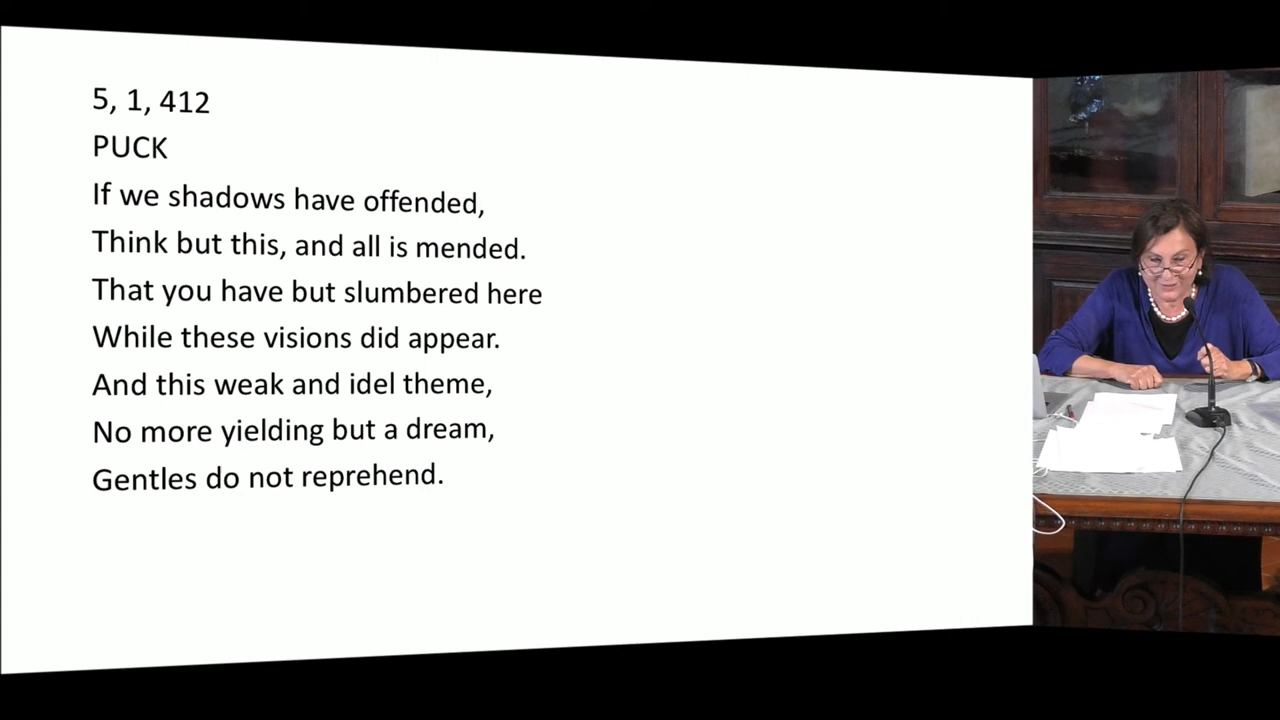 5, 1, 412
PUCK
If we shadows have offended,
Think but this, and all is mended.
That you have but slumbered here
While these visions did appear.
And this weak and idel theme,
No more yielding but a dream,
Gentles do not reprehend.